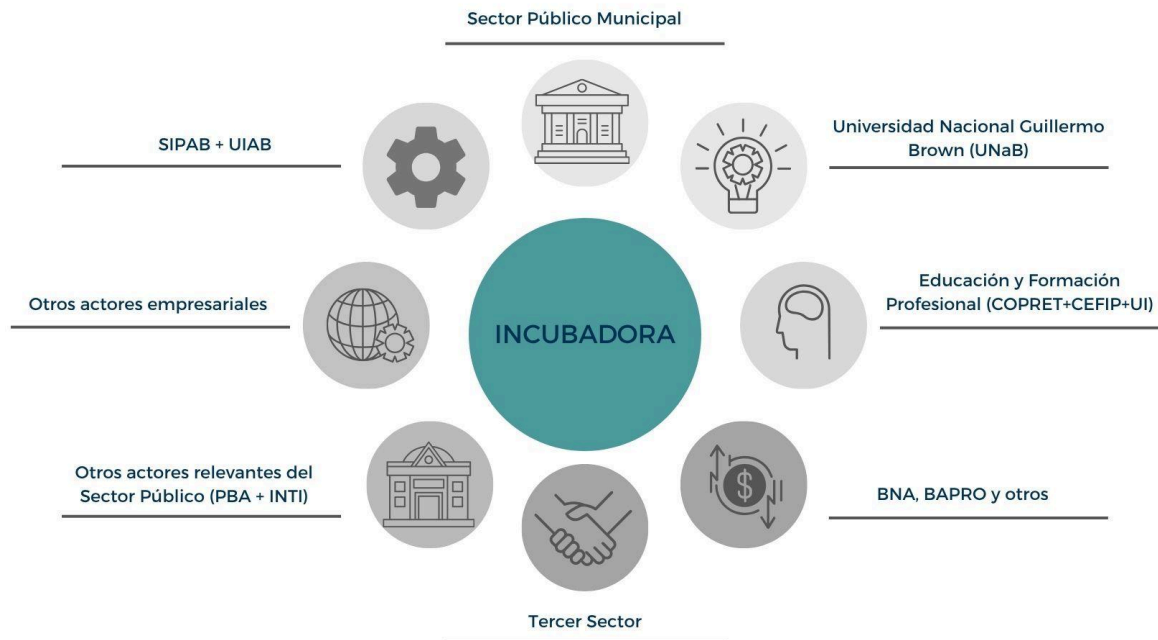 Sector Público Municipal
SIPAB + UIAB
Universidad Nacional Guillermo
Brown (UNaB)
Otros actores empresariales
INCUBADORA
Educación y Formación
Profesional (COPRET+CEFIP+UI)
Otros actores relevantes del
Sector Público (PBA + INTI)
$
BNA, BAPRO y otros
Tercer Sector